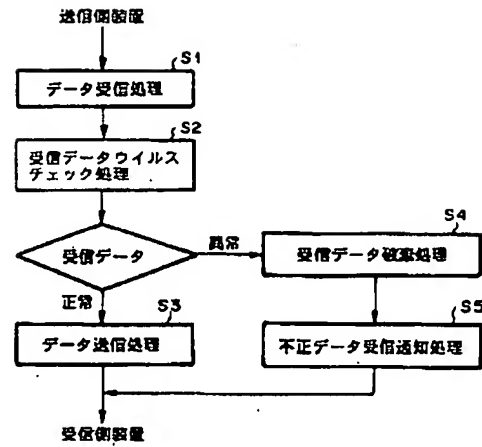 送信側装置
S1
データ受信処理
S2
受信データウイルス
チェック処理
受信データ
異常
正常
S4
受信データ破棄処理
S3
データ送信処理
S5
不正データ受信通知処理
受信側装置